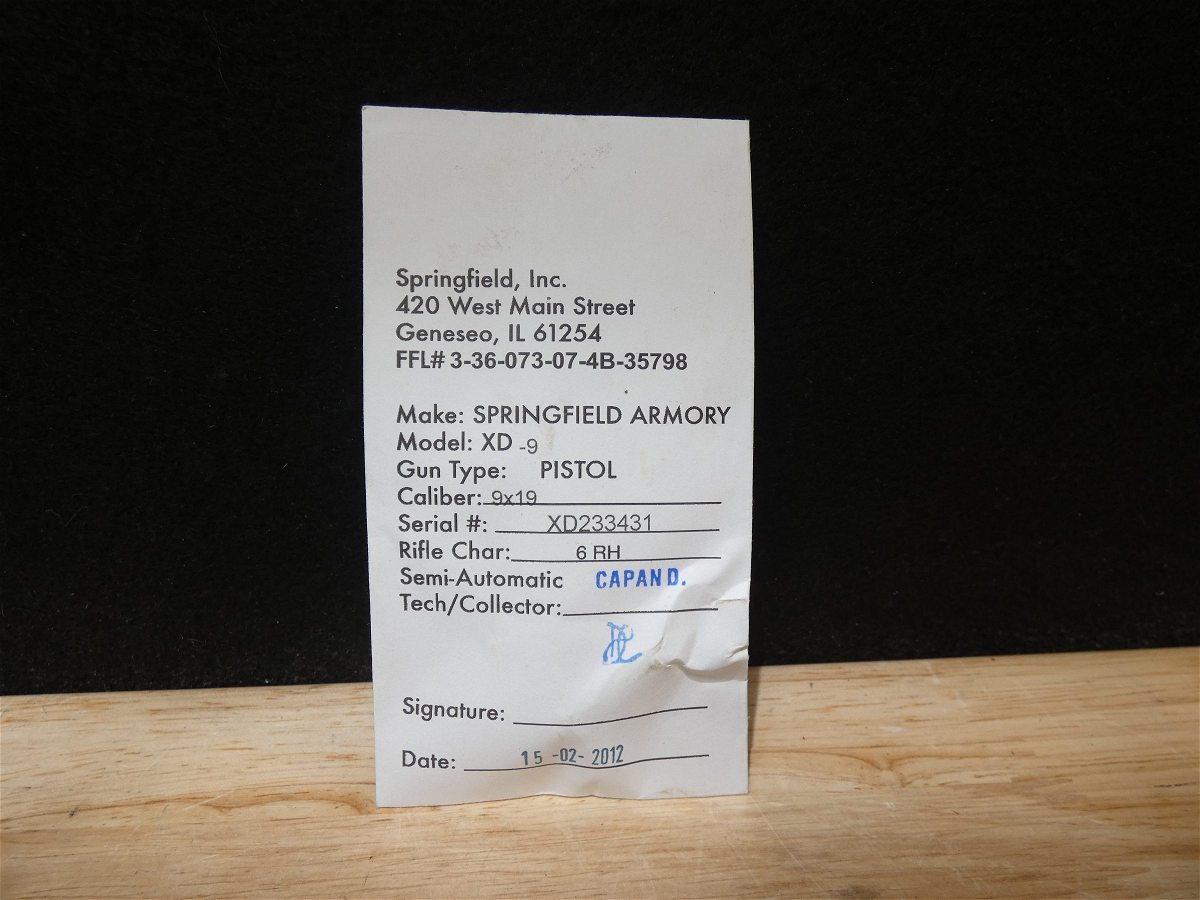 Springfield, Inc.
420 West Main Street
Geneseo, IL 61254
FFL# 3-36-073-07-4B-35798
Make: SPRINGFIELD ARMORY
Model: XD -9
Gun Type: PISTOL
Caliber: 9x19
Serial #: XD233431
Rifle Char: 6 RH
Semi-Automatic CAPAN D.
Tech/Collector:
Signature:
Date: 15-02-2012